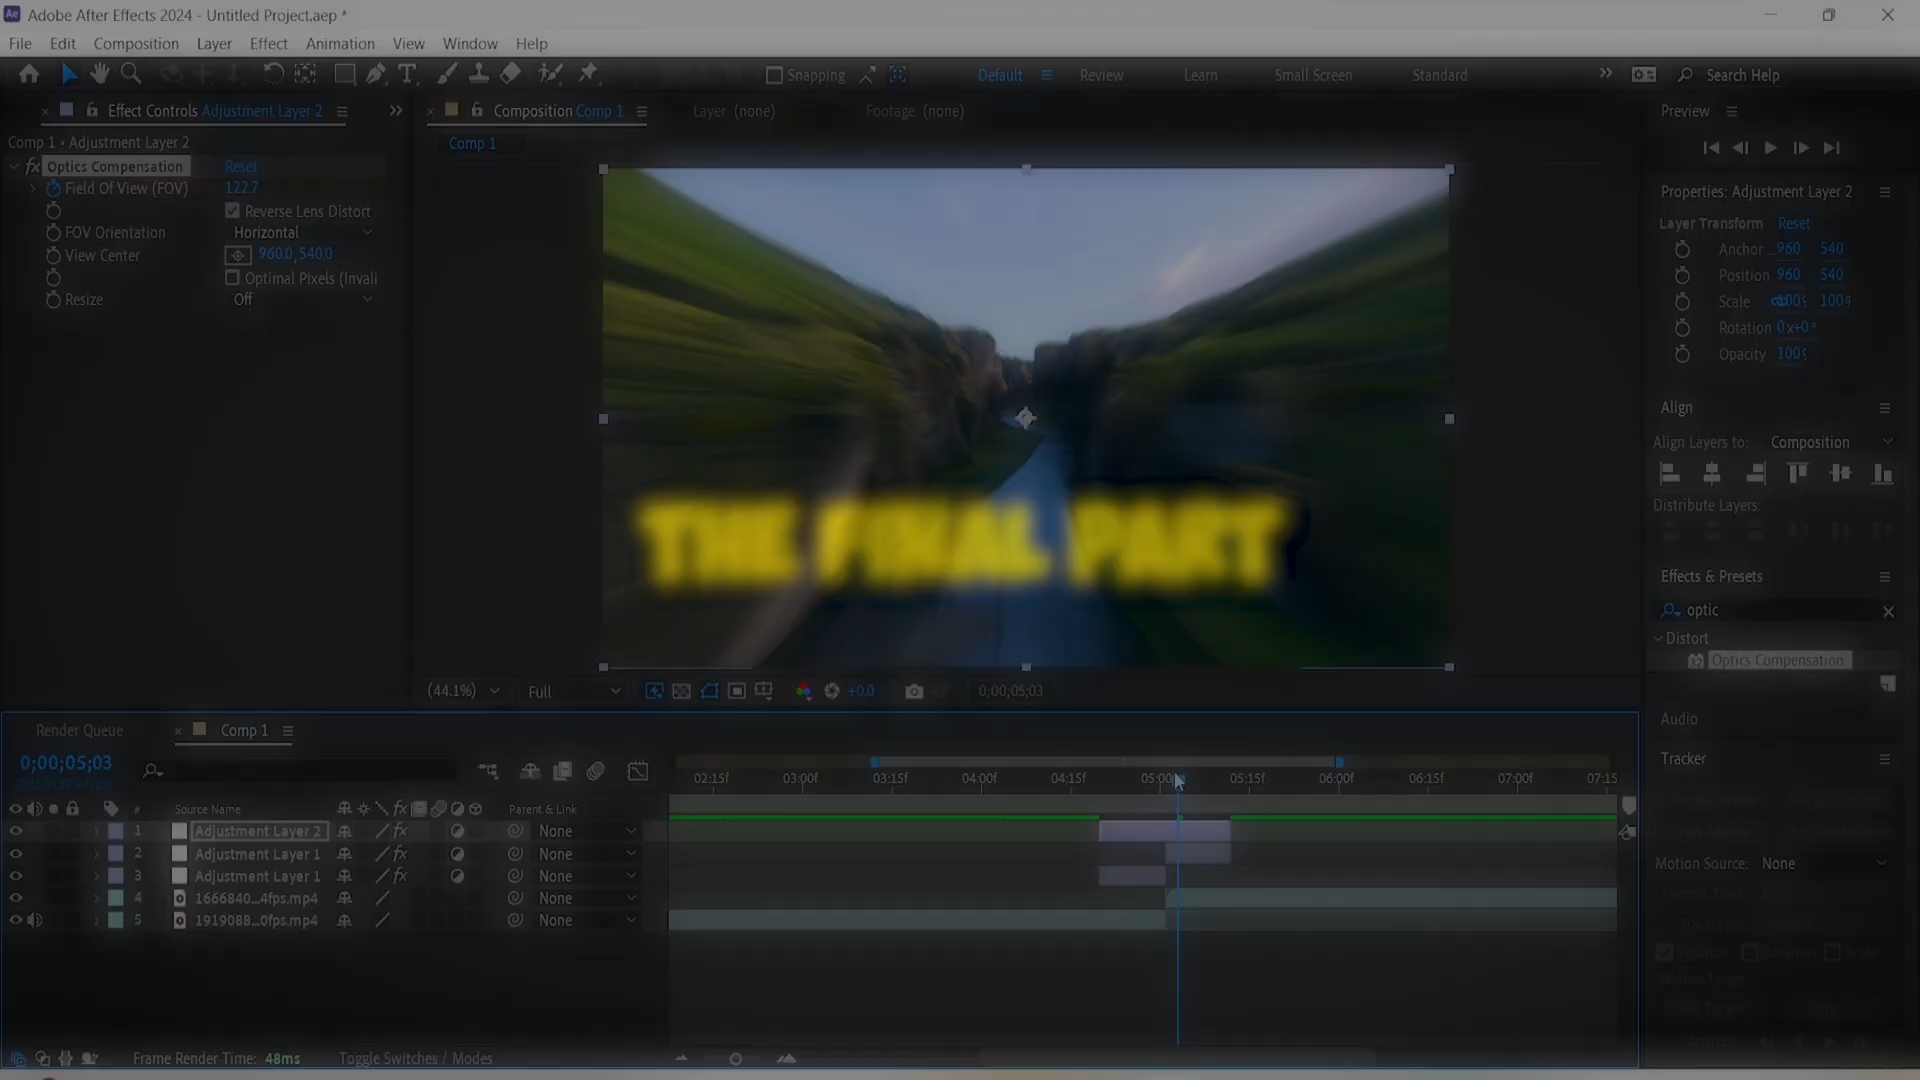 Adobe After Effects 2024 - Untitled Project.aep *
File Edit Composition Layer Effect Animation View Window Help
Snapping
Default Review Learn Small Screen Standard
Search Help
Effect Controls Adjustment Layer 2
Composition Comp 1
Layer (none)
Footage (none)
Preview
Comp 1 • Adjustment Layer 2
Comp 1
fx Optics Compensation Reset
Field Of View (FOV) 122.7
Reverse Lens Distort
FOV Orientation Horizontal
View Center 960.0, 540.0
Optimal Pixels (Invali
Resize Off
Properties: Adjustment Layer 2
Layer Transform Reset
Anchor ... 960 540
Position 960 540
Scale 100% 100%
Rotation 0x+0°
Opacity 100%
Align
Align Layers to: Composition
Distribute Layers:
Effects & Presets
optic
Distort
Optics Compensation
Audio
Tracker
Motion Source: None
THE FINAL PART
(44.1%) Full +0.0 0;00;05;03
Render Queue Comp 1
0;00;05;03
02:15f 03:00f 03:15f 04:00f 04:15f 05:00f 05:15f 06:00f 06:15f 07:00f 07:15
# Source Name Parent & Link
1 Adjustment Layer 2 None
2 Adjustment Layer 1 None
3 Adjustment Layer 1 None
4 1666840...4fps.mp4 None
5 1919088...0fps.mp4 None
Frame Render Time: 48ms Toggle Switches / Modes